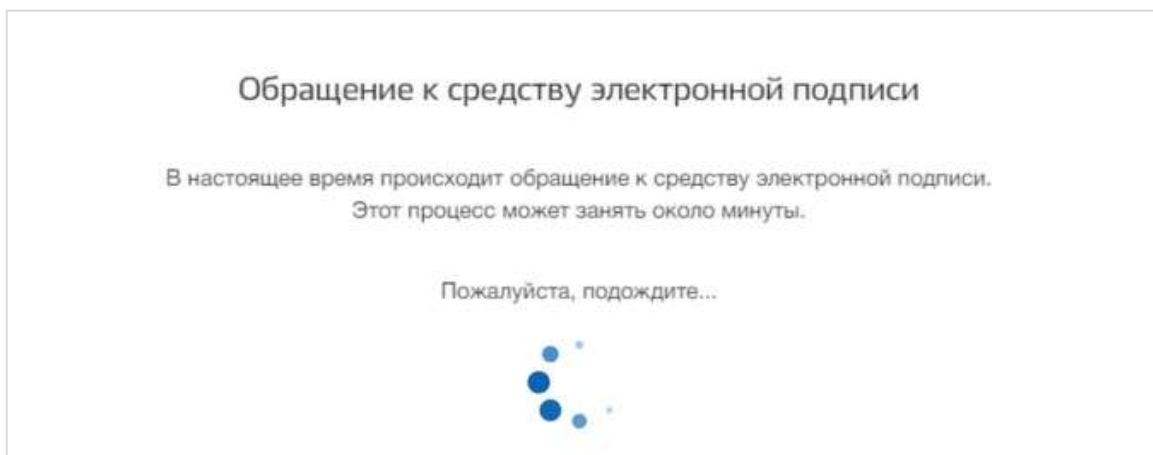 Обращение к средству электронной подписи
В настоящее время происходит обращение к средству электронной подписи.
Этот процесс может занять около минуты.
Пожалуйста, подождите...